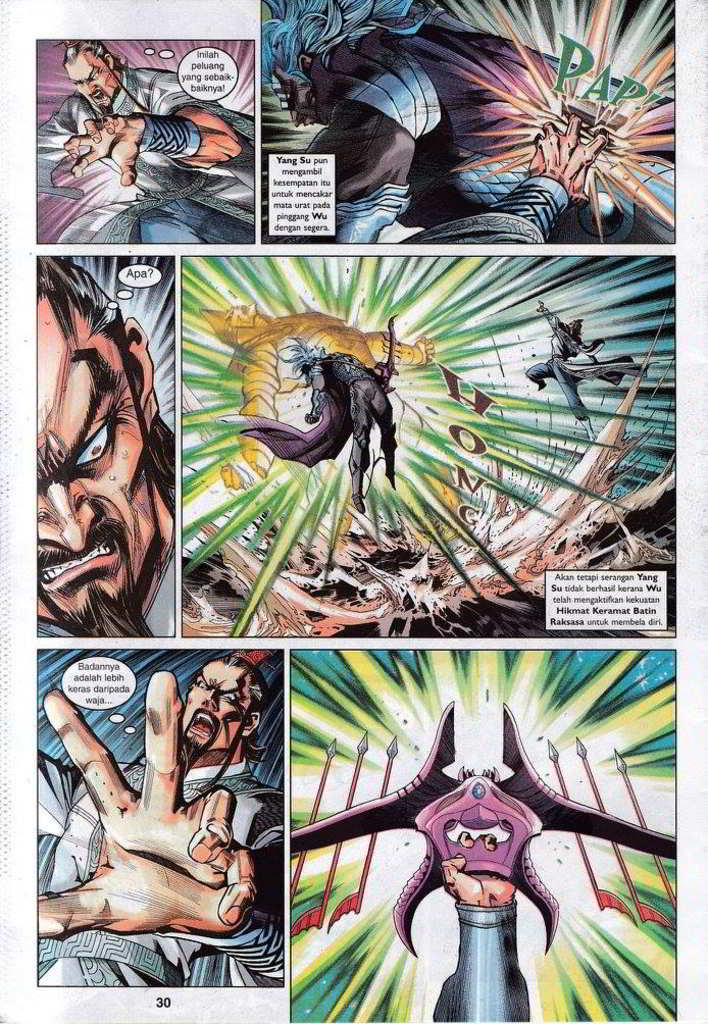 Inilah
peluang
yang sebaik-
baiknya!
PAP!
Yang Su pun
mengambil
kesempatan itu
untuk mencakar
mata urat pada
pinggang Wu
dengan segera.
Apa?
HONG
Akan tetapi serangan Yang
Su tidak berhasil kerana Wu
telah mengaktifkan kekuatan
Hikmat Keramat Batin
Raksasa untuk membela diri.
Badannya
adalah lebih
keras daripada
waja...
30